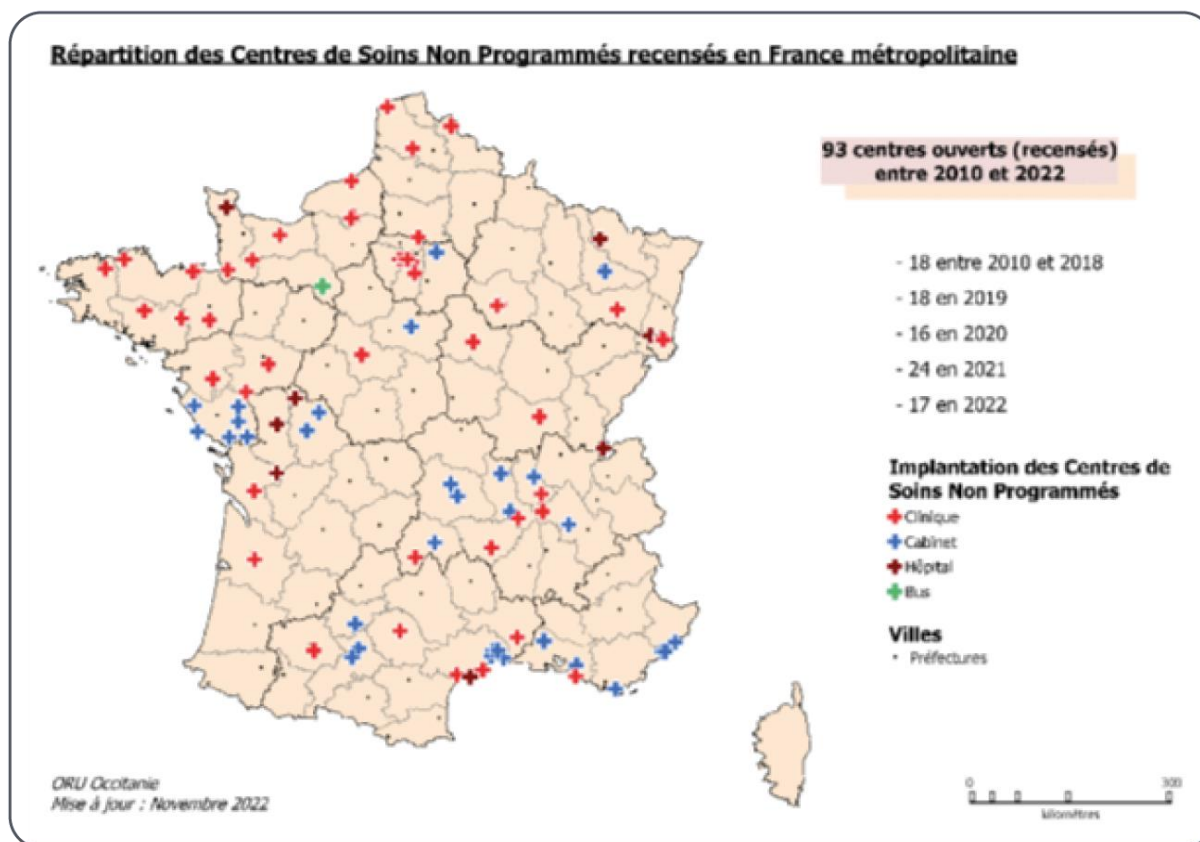 Répartition des Centres de Soins Non Programmés recensés en France métropolitaine
93 centres ouverts (recensés)
entre 2010 et 2022
- 18 entre 2010 et 2018
- 18 en 2019
- 16 en 2020
- 24 en 2021
- 17 en 2022
Implantation des Centres de
Soins Non Programmés
Clinique
Cabinet
Hôpital
Bus
Villes
Préfectures
ORU Occitanie
Mise à jour : Novembre 2022
0 300
kilomètres